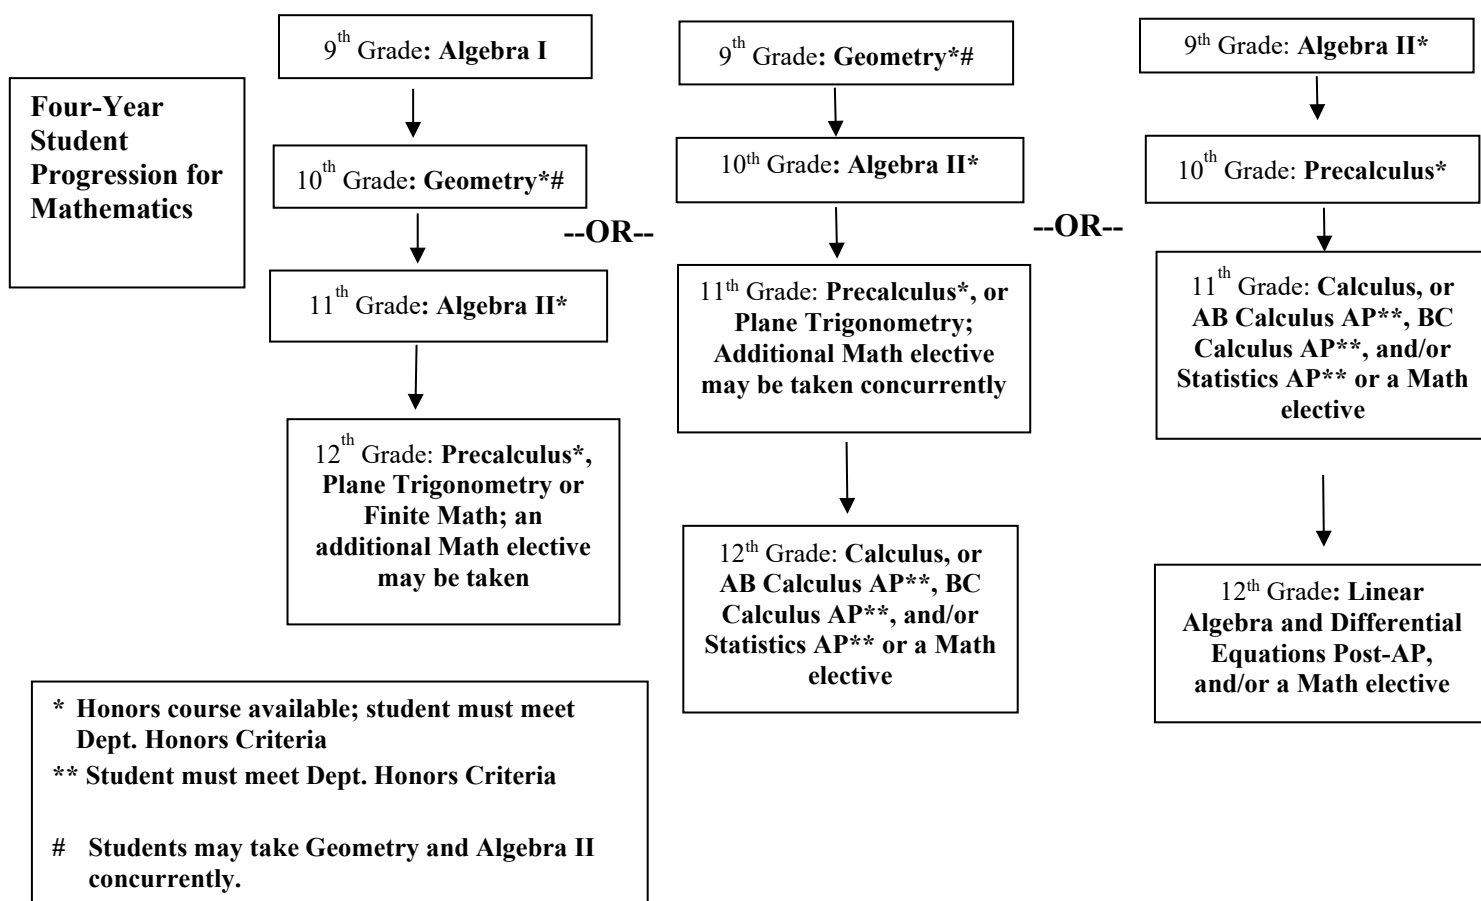 Four-Year
Student
Progression for
Mathematics
9th Grade: Algebra I
10th Grade: Geometry*#
11th Grade: Algebra II*
12th Grade: Precalculus*,
Plane Trigonometry or
Finite Math; an
additional Math elective
may be taken
--OR--
9th Grade: Geometry*#
10th Grade: Algebra II*
11th Grade: Precalculus*, or
Plane Trigonometry;
Additional Math elective
may be taken concurrently
12th Grade: Calculus, or
AB Calculus AP**, BC
Calculus AP**, and/or
Statistics AP** or a Math
elective
--OR--
9th Grade: Algebra II*
10th Grade: Precalculus*
11th Grade: Calculus, or
AB Calculus AP**, BC
Calculus AP**, and/or
Statistics AP** or a Math
elective
12th Grade: Linear
Algebra and Differential
Equations Post-AP,
and/or a Math elective
* Honors course available; student must meet
Dept. Honors Criteria
** Student must meet Dept. Honors Criteria
# Students may take Geometry and Algebra II
concurrently.